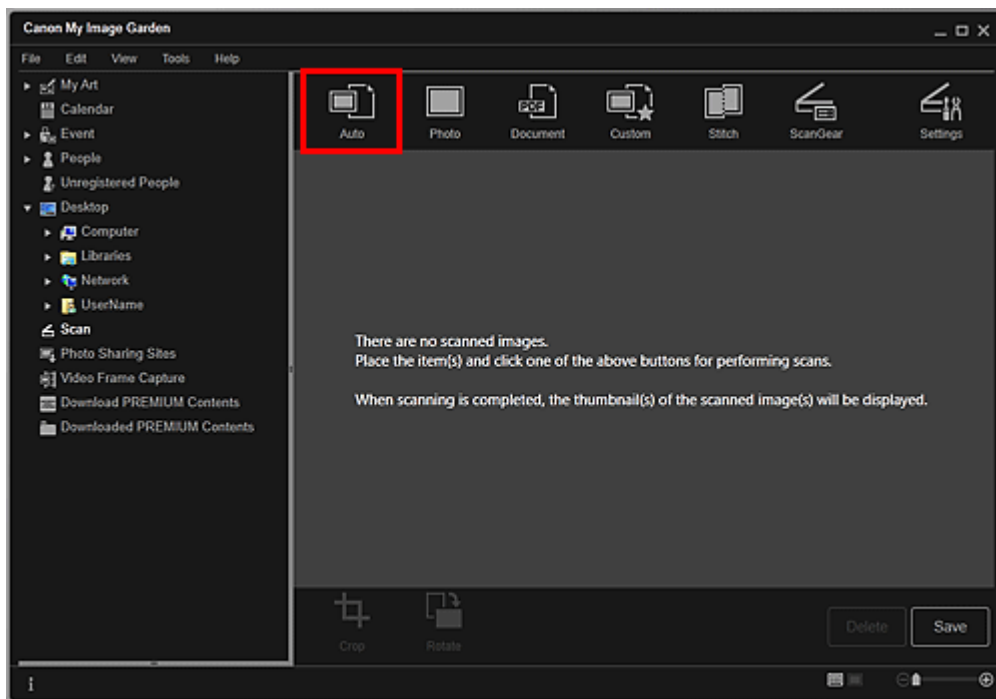 Canon My Image Garden
File Edit View Tools Help
My Art
Calendar
Event
People
Unregistered People
Desktop
Computer
Libraries
Network
UserName
Scan
Photo Sharing Sites
Video Frame Capture
Download PREMIUM Contents
Downloaded PREMIUM Contents
PDF
Auto Photo Document Custom Stitch ScanGear Settings
There are no scanned images.
Place the item(s) and click one of the above buttons for performing scans.
When scanning is completed, the thumbnail(s) of the scanned image(s) will be displayed.
Crop Rotate
Delete Save